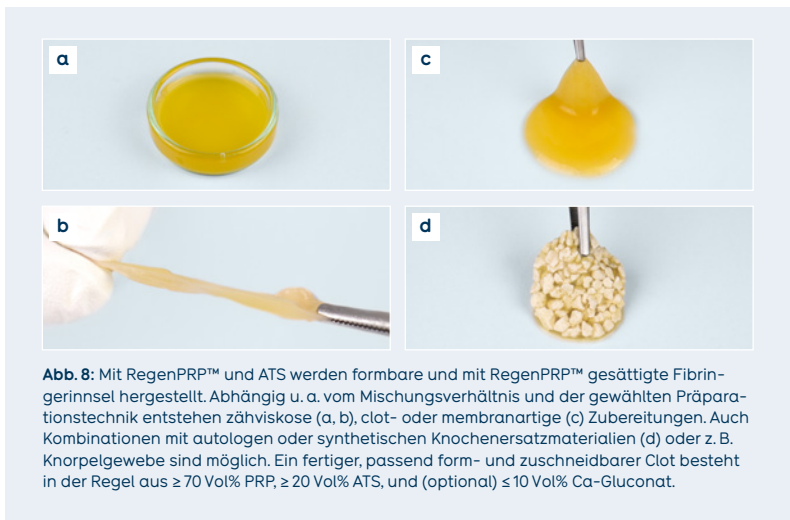 a
c
b
d
Abb. 8: Mit RegenPRP™ und ATS werden formbare und mit RegenPRP™ gesättigte Fibrin-
gerinnsel hergestellt. Abhängig u. a. vom Mischungsverhältnis und der gewählten Präpara-
tionstechnik entstehen zähviskose (a, b), clot- oder membranartige (c) Zubereitungen. Auch
Kombinationen mit autologen oder synthetischen Knochenersatzmaterialien (d) oder z. B.
Knorpelgewebe sind möglich. Ein fertiger, passend form- und zuschneidbarer Clot besteht
in der Regel aus ≥ 70 Vol% PRP, ≥ 20 Vol% ATS, und (optional) ≤ 10 Vol% Ca-Gluconat.